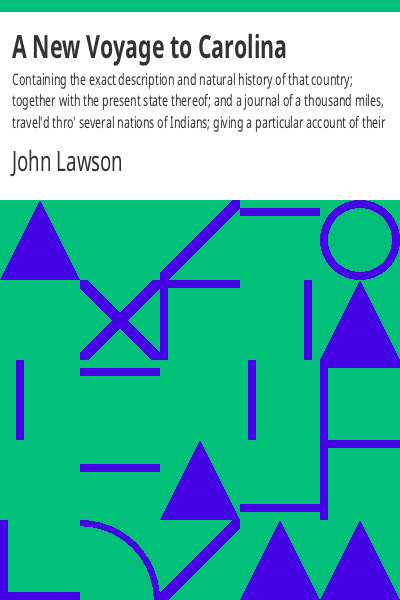 A New Voyage to Carolina
Containing the exact description and natural history of that country;
together with the present state thereof; and a journal of a thousand miles,
travel'd thro' several nations of Indians; giving a particular account of their
John Lawson